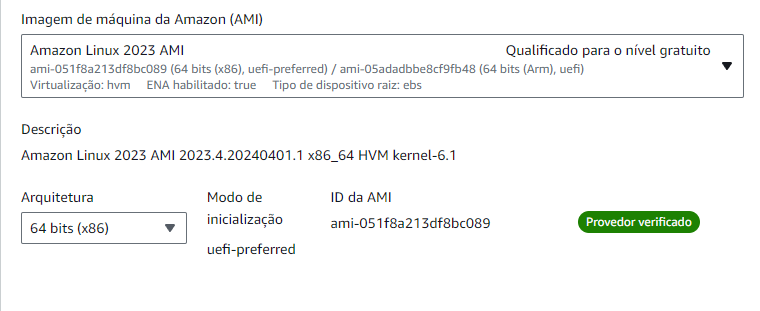 Imagem de máquina da Amazon (AMI)
Amazon Linux 2023 AMI
Qualificado para o nível gratuito
ami-051f8a213df8bc089 (64 bits (x86), uefi-preferred) / ami-05adadbbe8cf9fb48 (64 bits (Arm), uefi)
Virtualização: hvm ENA habilitado: true Tipo de dispositivo raiz: ebs
Descrição
Amazon Linux 2023 AMI 2023.4.20240401.1 x86_64 HVM kernel-6.1
Arquitetura
64 bits (x86)
Modo de
inicialização
uefi-preferred
ID da AMI
ami-051f8a213df8bc089
Provedor verificado